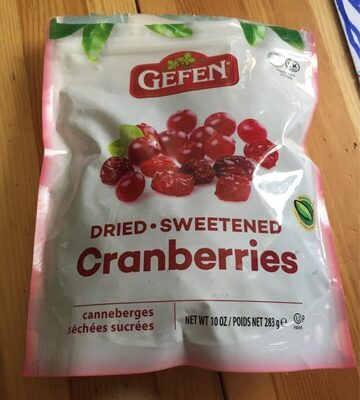 GEFEN®
DRIED • SWEETENED
Cranberries
canneberges
séchées sucrées
NET WT 10 OZ / POIDS NET 283 g e